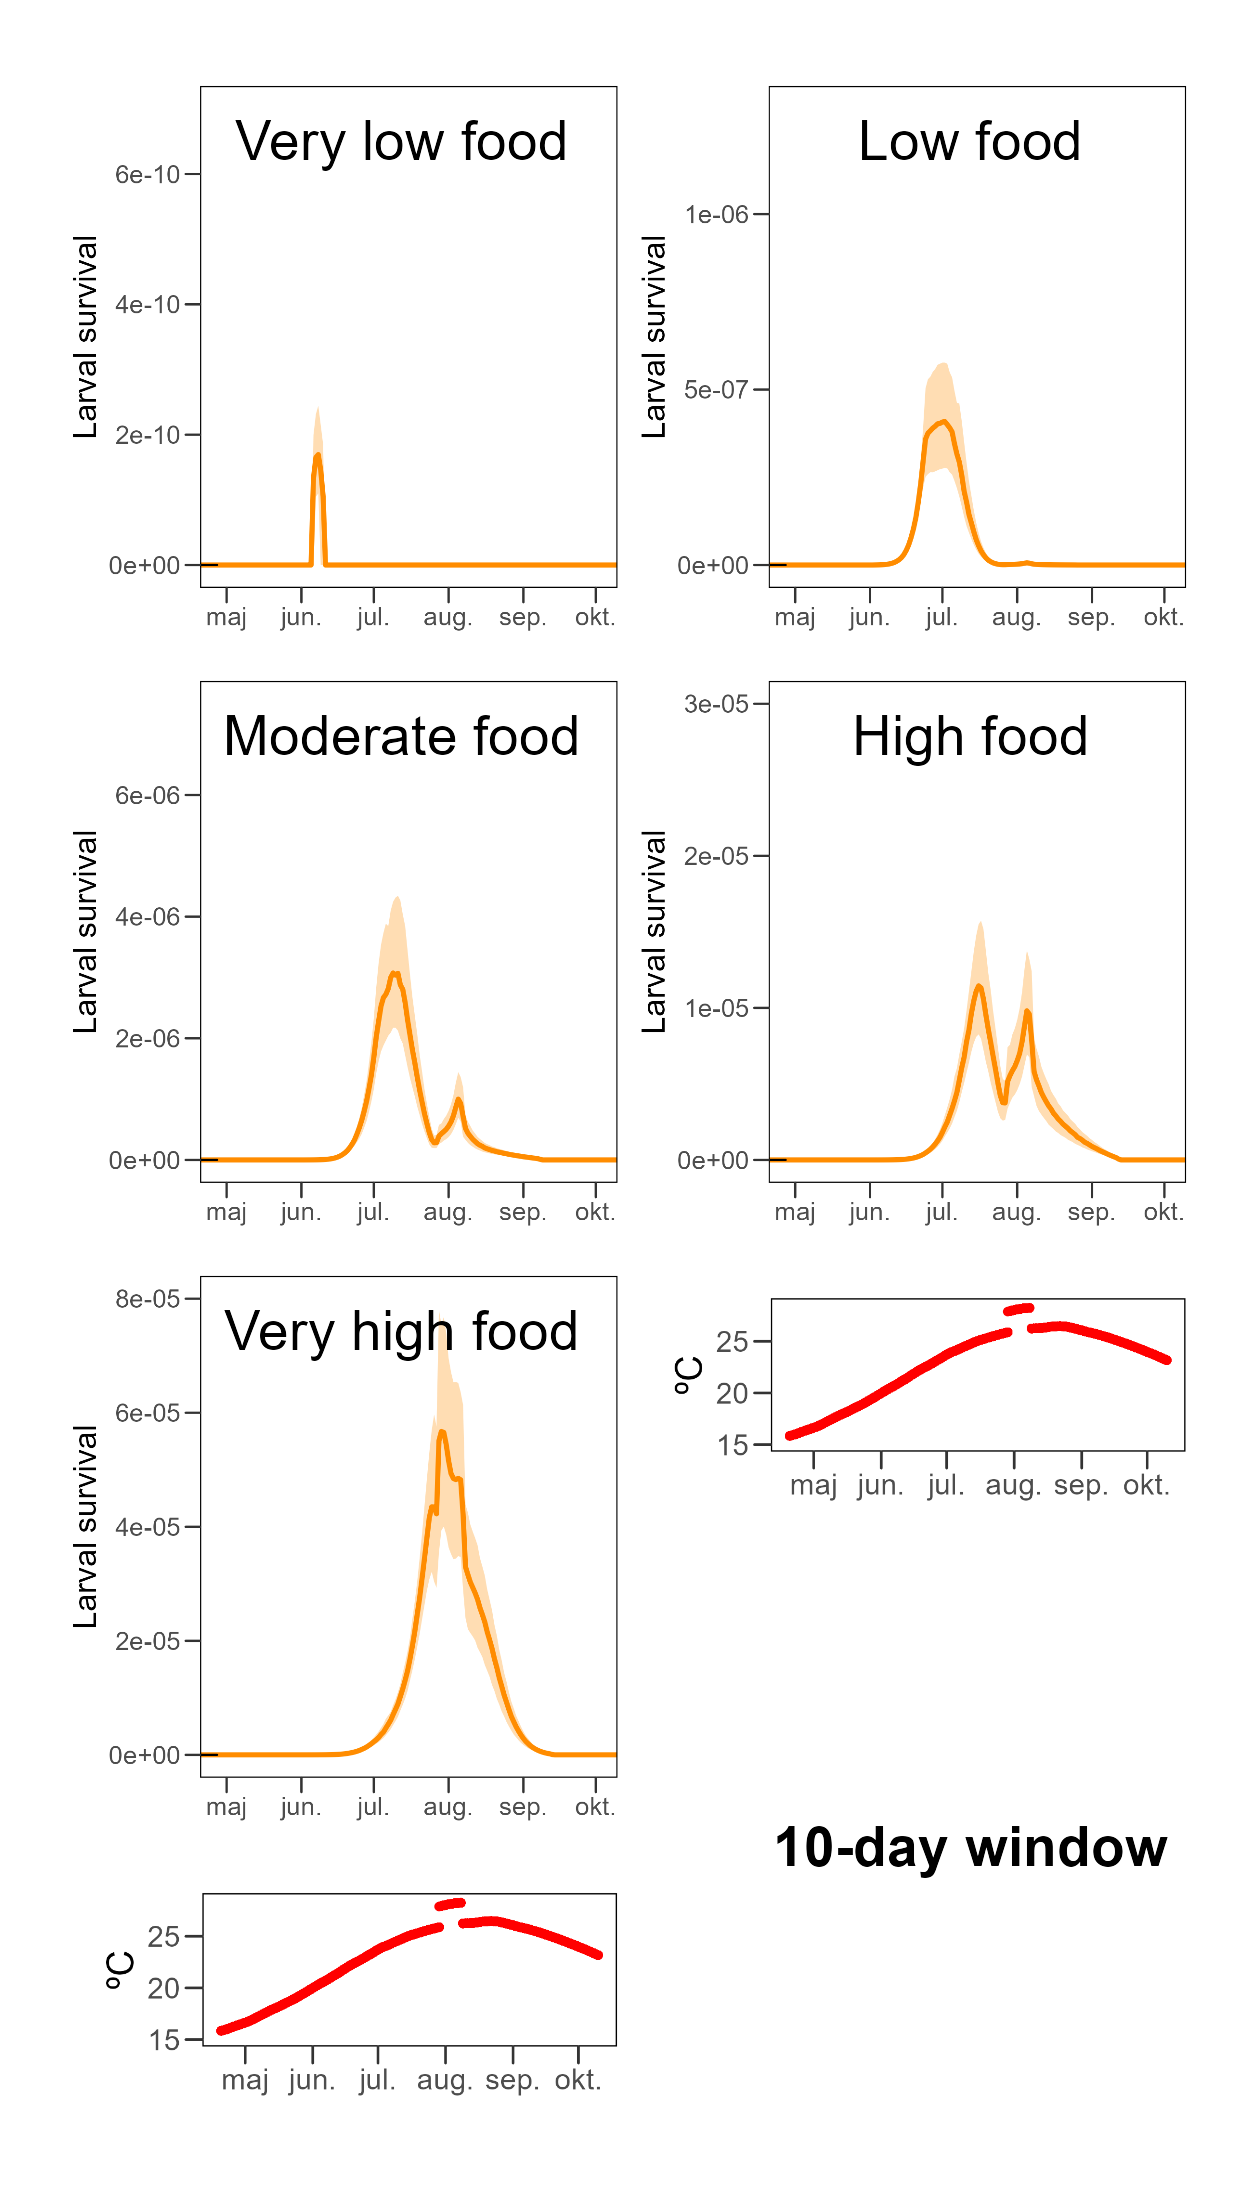 Very low food
Larval survival
6e-10
4e-10
2e-10
0e+00
maj jun. jul. aug. sep. okt.
Low food
Larval survival
1e-06
5e-07
0e+00
maj jun. jul. aug. sep. okt.
Moderate food
Larval survival
6e-06
4e-06
2e-06
0e+00
maj jun. jul. aug. sep. okt.
High food
Larval survival
3e-05
2e-05
1e-05
0e+00
maj jun. jul. aug. sep. okt.
Very high food
Larval survival
8e-05
6e-05
4e-05
2e-05
0e+00
maj jun. jul. aug. sep. okt.
ºC
25
20
15
maj jun. jul. aug. sep. okt.
10-day window
ºC
25
20
15
maj jun. jul. aug. sep. okt.